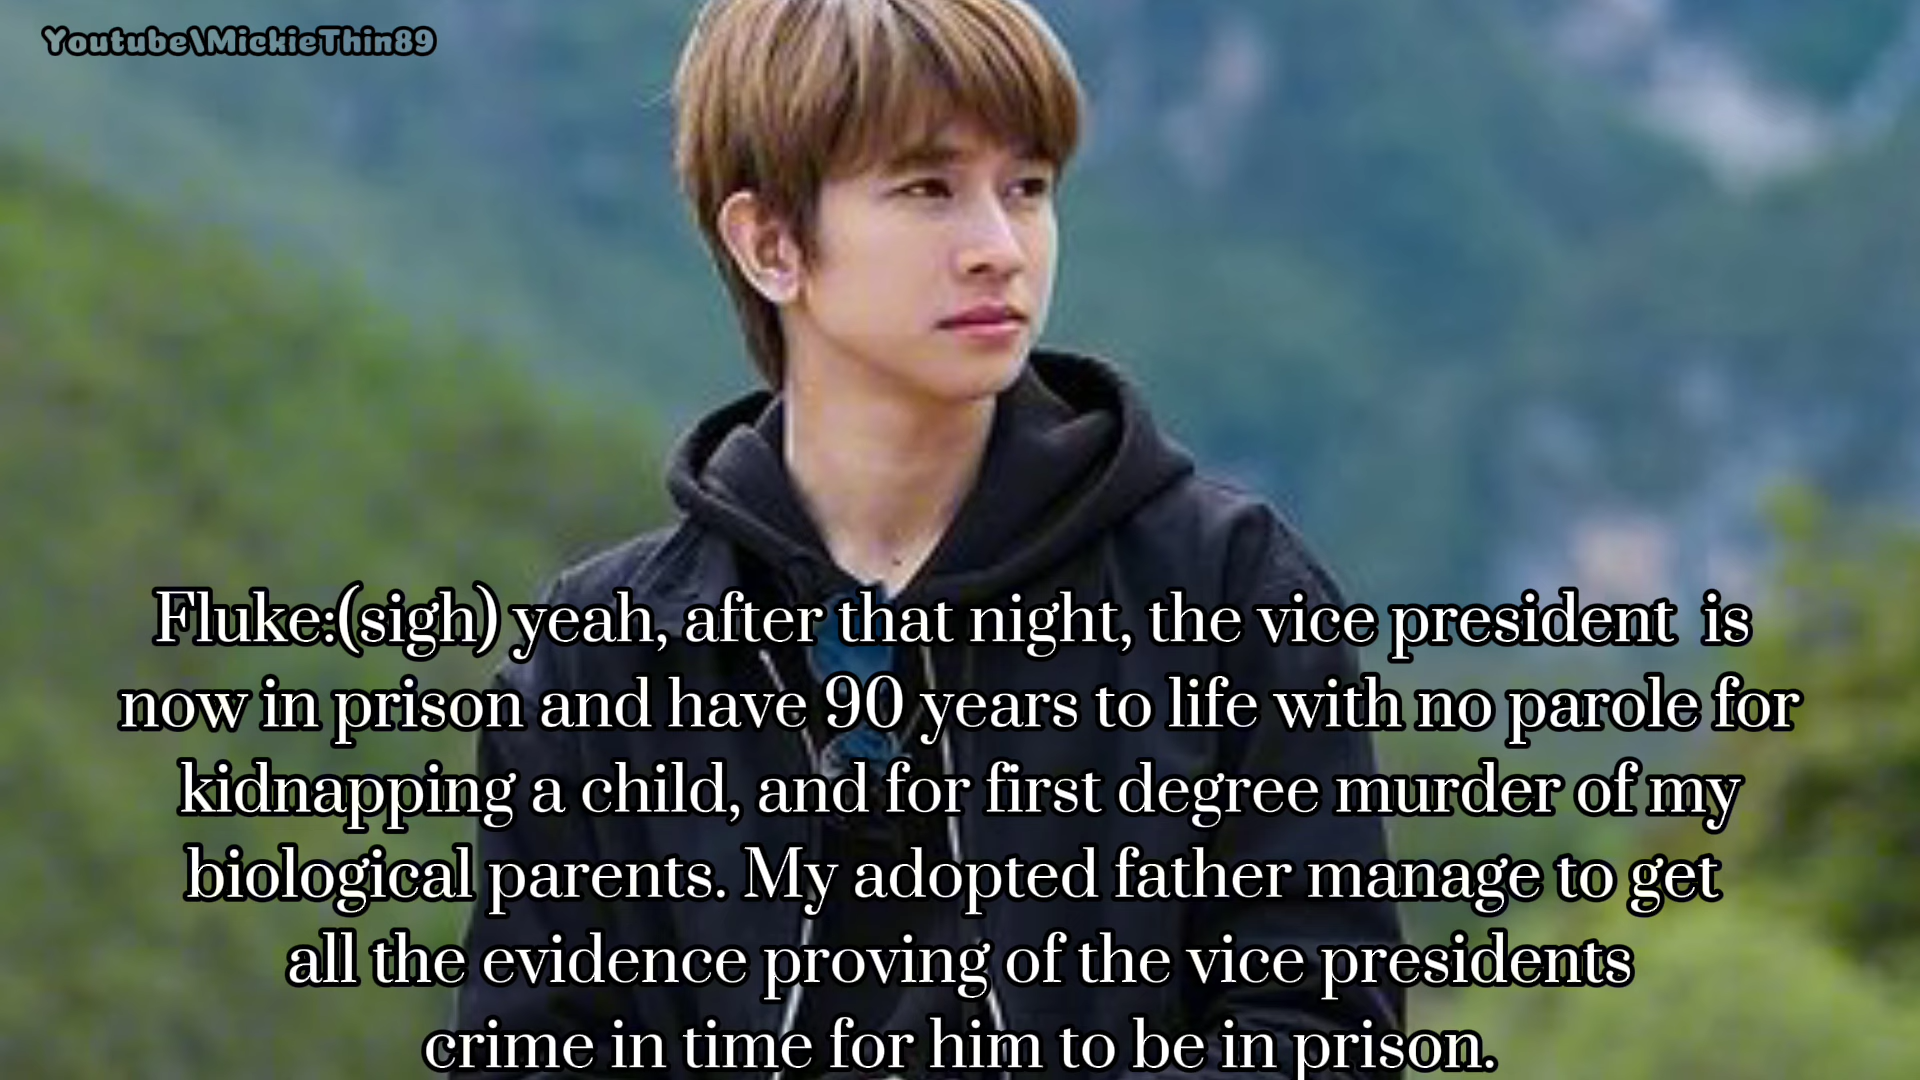 Youtube\MickieThin89
Fluke:(sigh) yeah, after that night, the vice president  is
now in prison and have 90 years to life with no parole for
kidnapping a child, and for first degree murder of my
biological parents. My adopted father manage to get
all the evidence proving of the vice presidents
crime in time for him to be in prison.